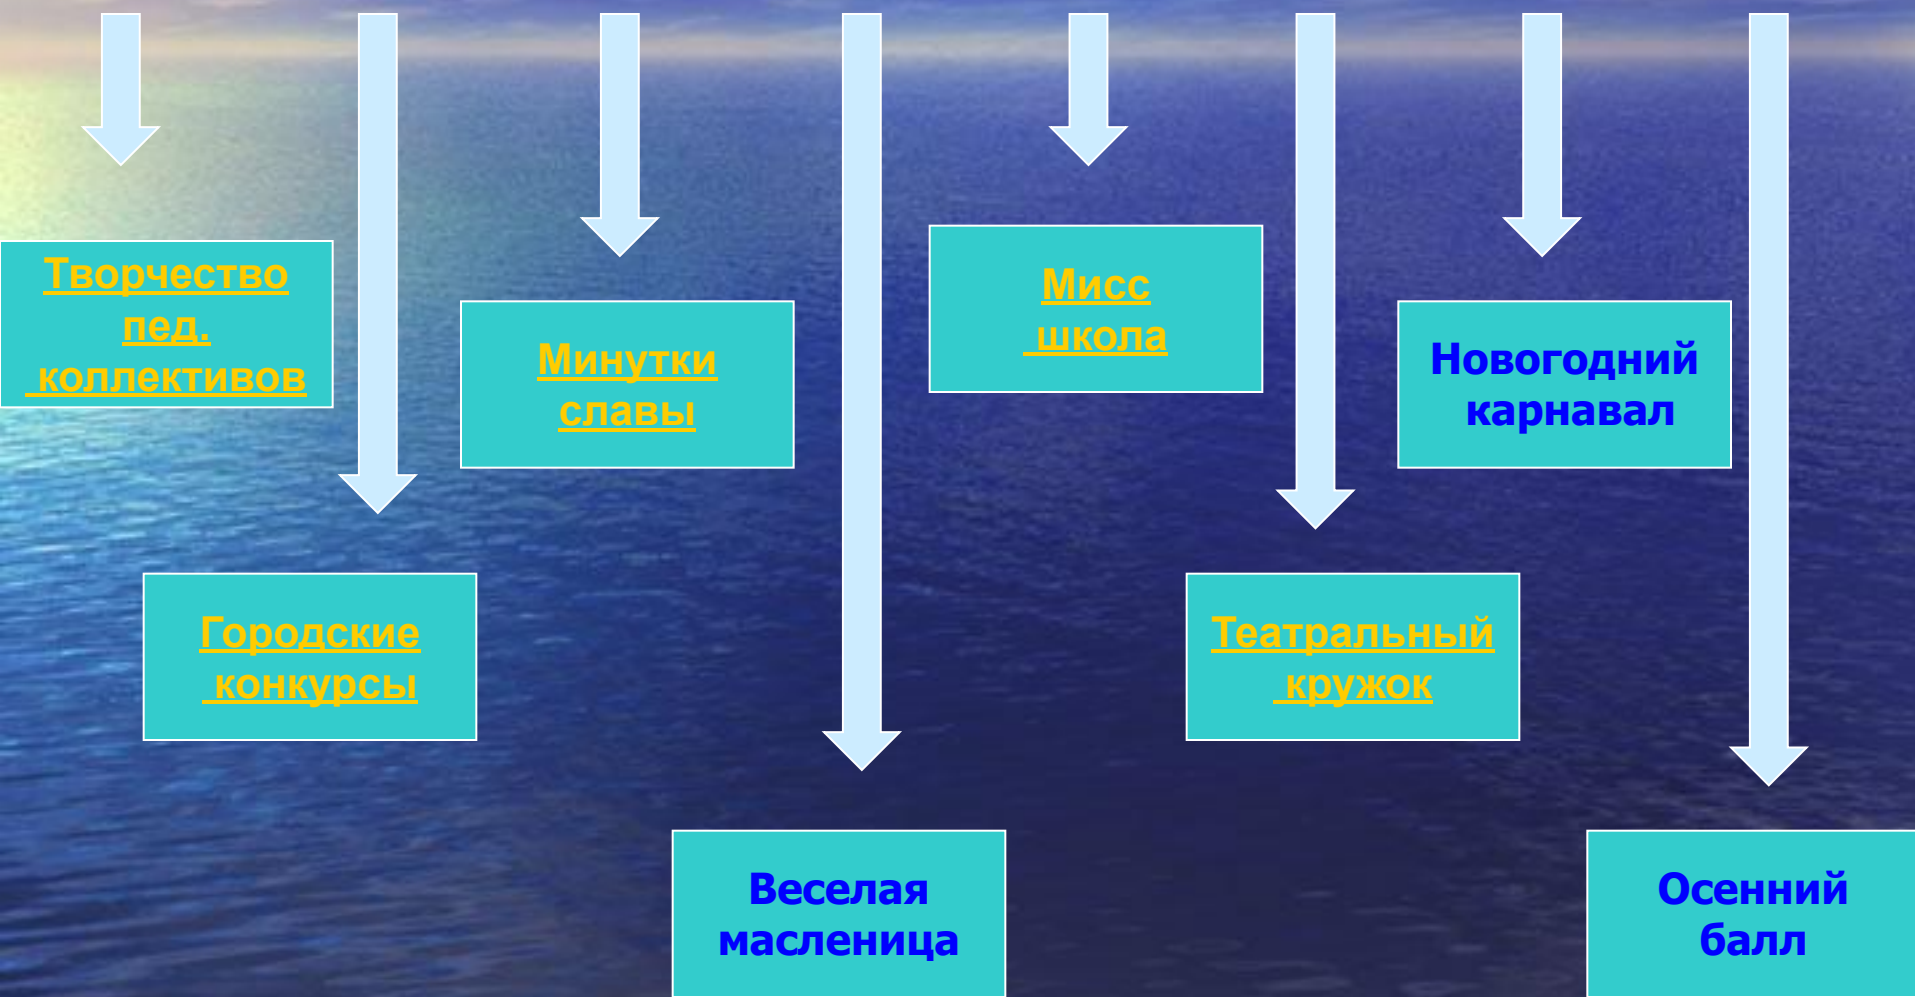 Творчество
пед.
коллективов
Городские
конкурсы
Минутки
славы
Веселая
масленица
Мисс
школа
Театральный
кружок
Новогодний
карнавал
Осенний
балл